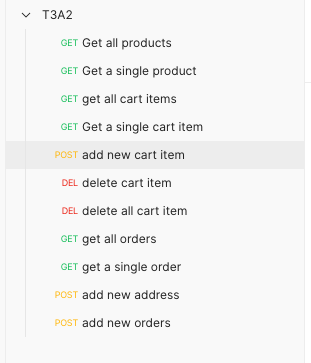 T3A2
GET Get all products
GET Get a single product
GET get all cart items
GET Get a single cart item
POST add new cart item
DEL delete cart item
DEL delete all cart item
GET get all orders
GET get a single order
POST add new address
POST add new orders